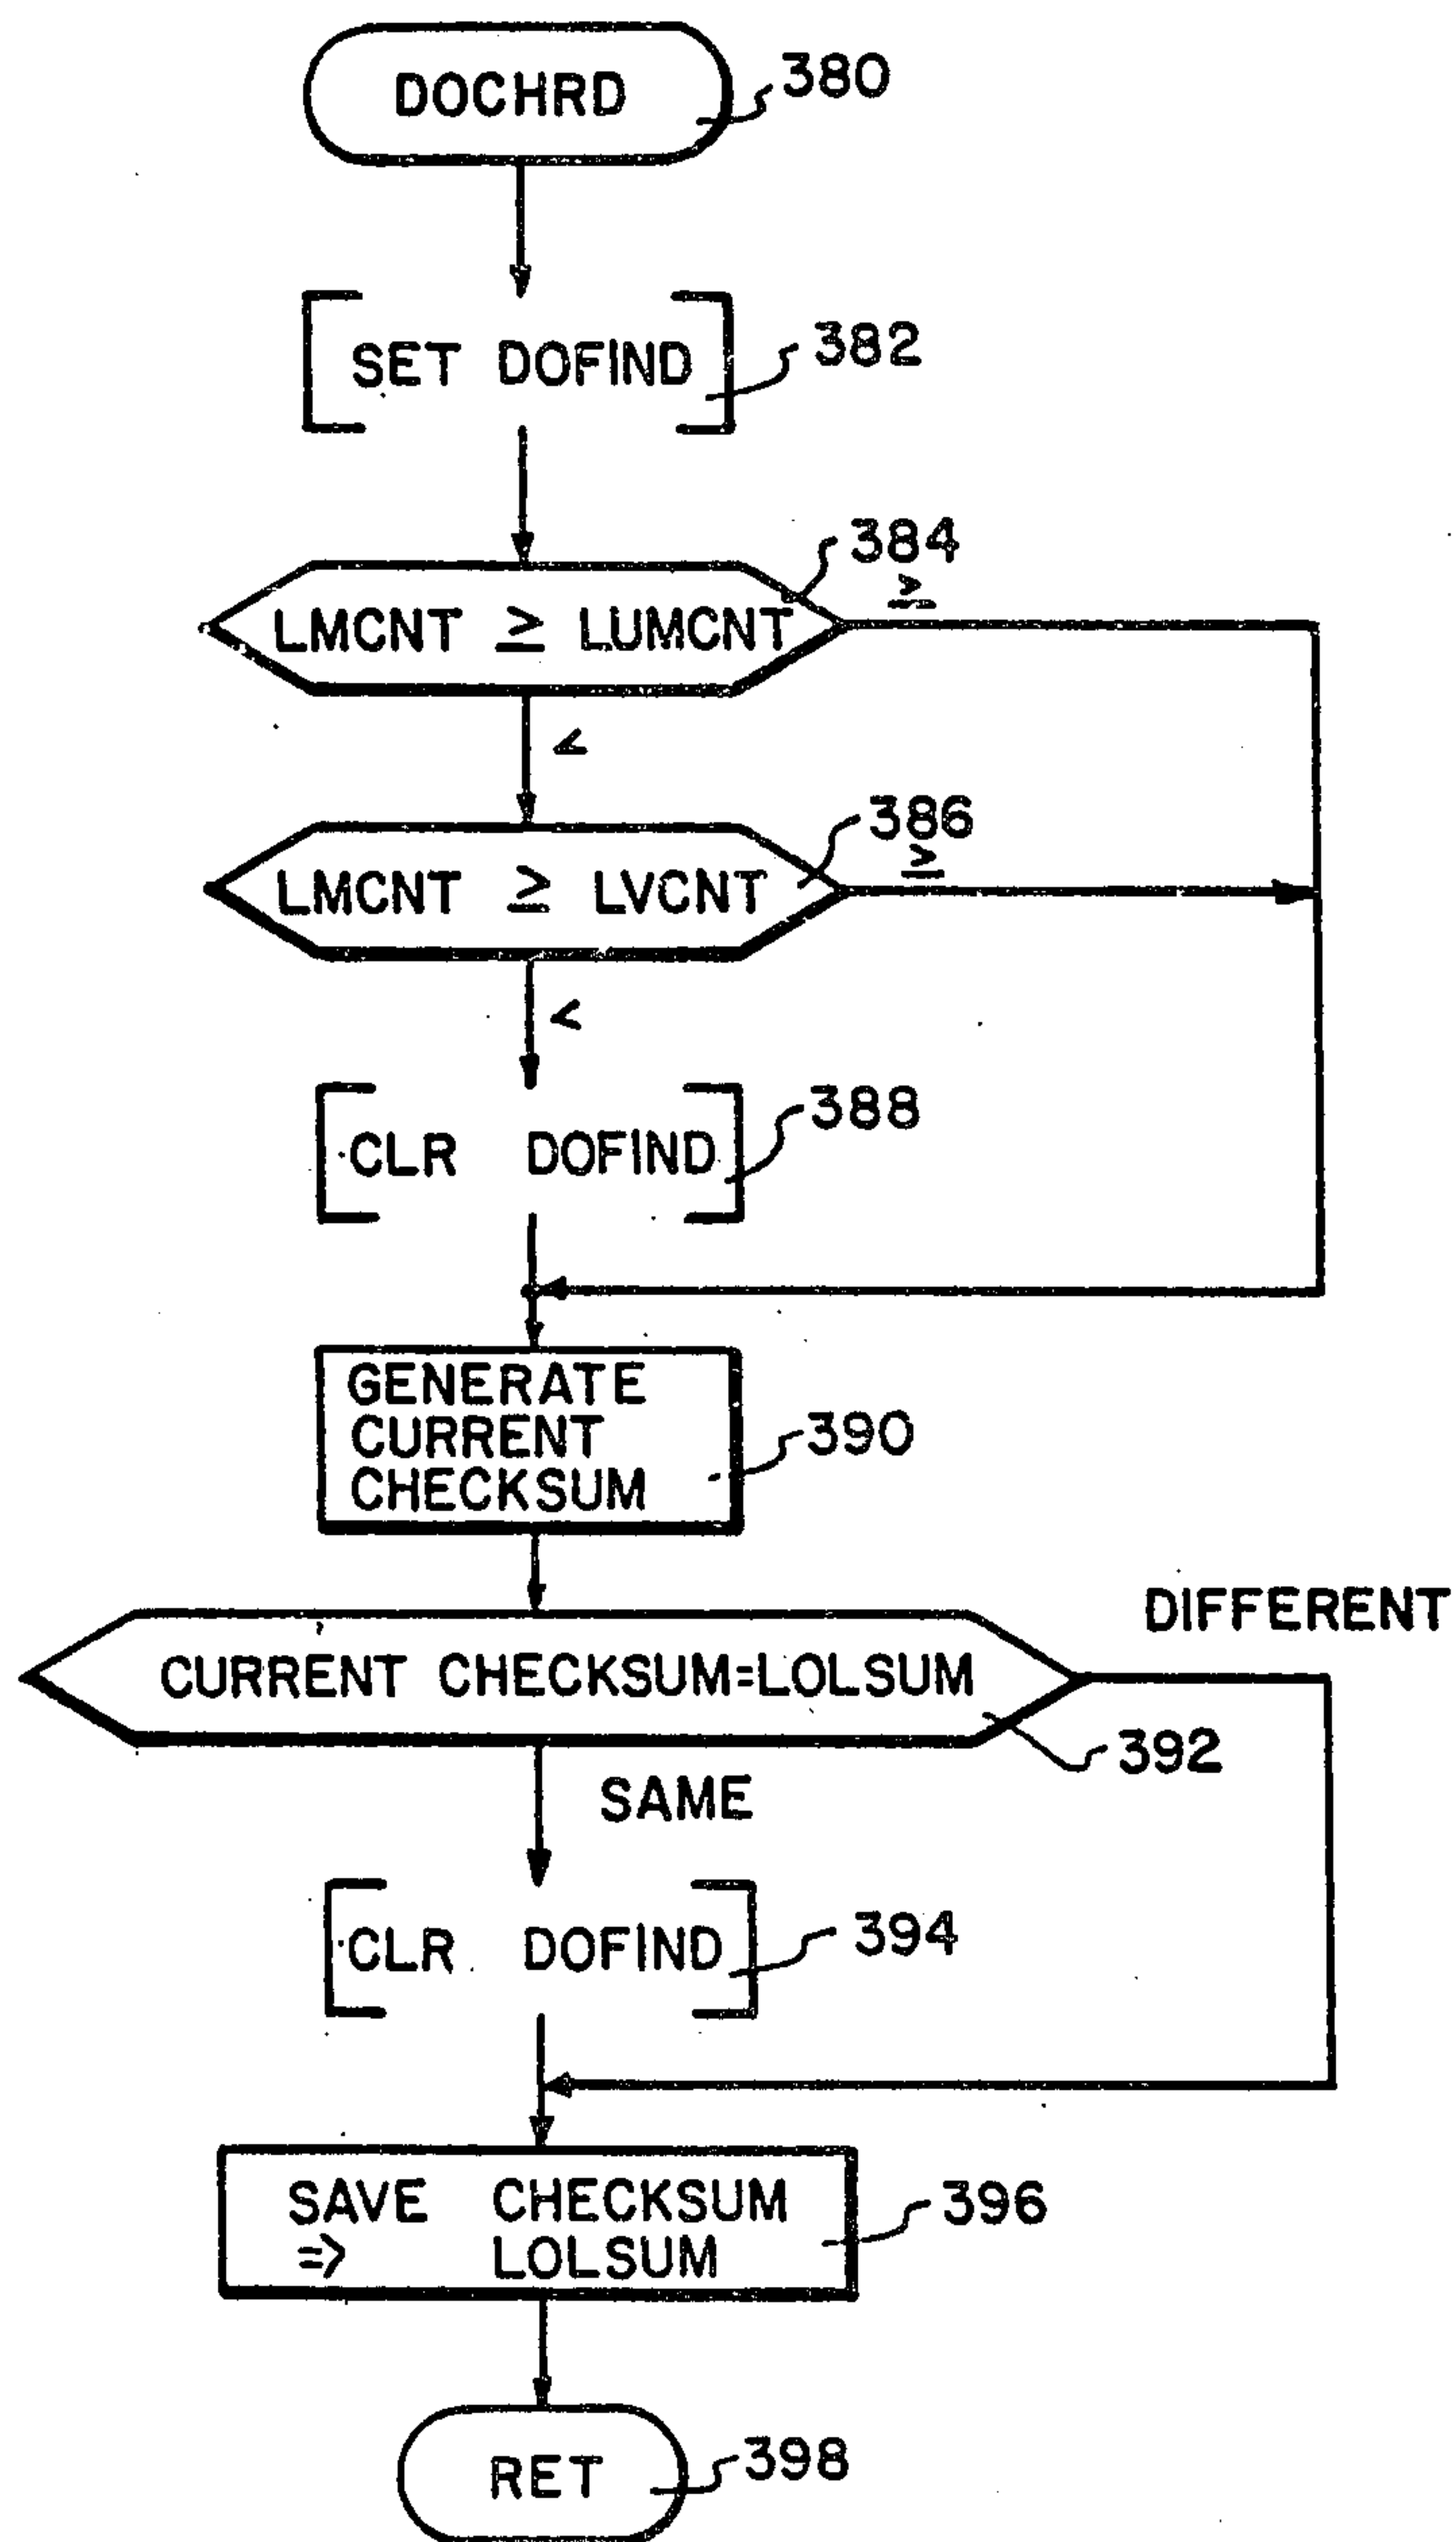 DOCHRD
380
SET DOFIND
382
384
LMCNT ≥ LUMCNT
≥
<
386
LMCNT ≥ LVCNT
≥
<
CLR DOFIND
388
GENERATE
CURRENT
CHECKSUM
390
DIFFERENT
CURRENT CHECKSUM=LOLSUM
392
SAME
CLR DOFIND
394
SAVE CHECKSUM
=> LOLSUM
396
RET
398